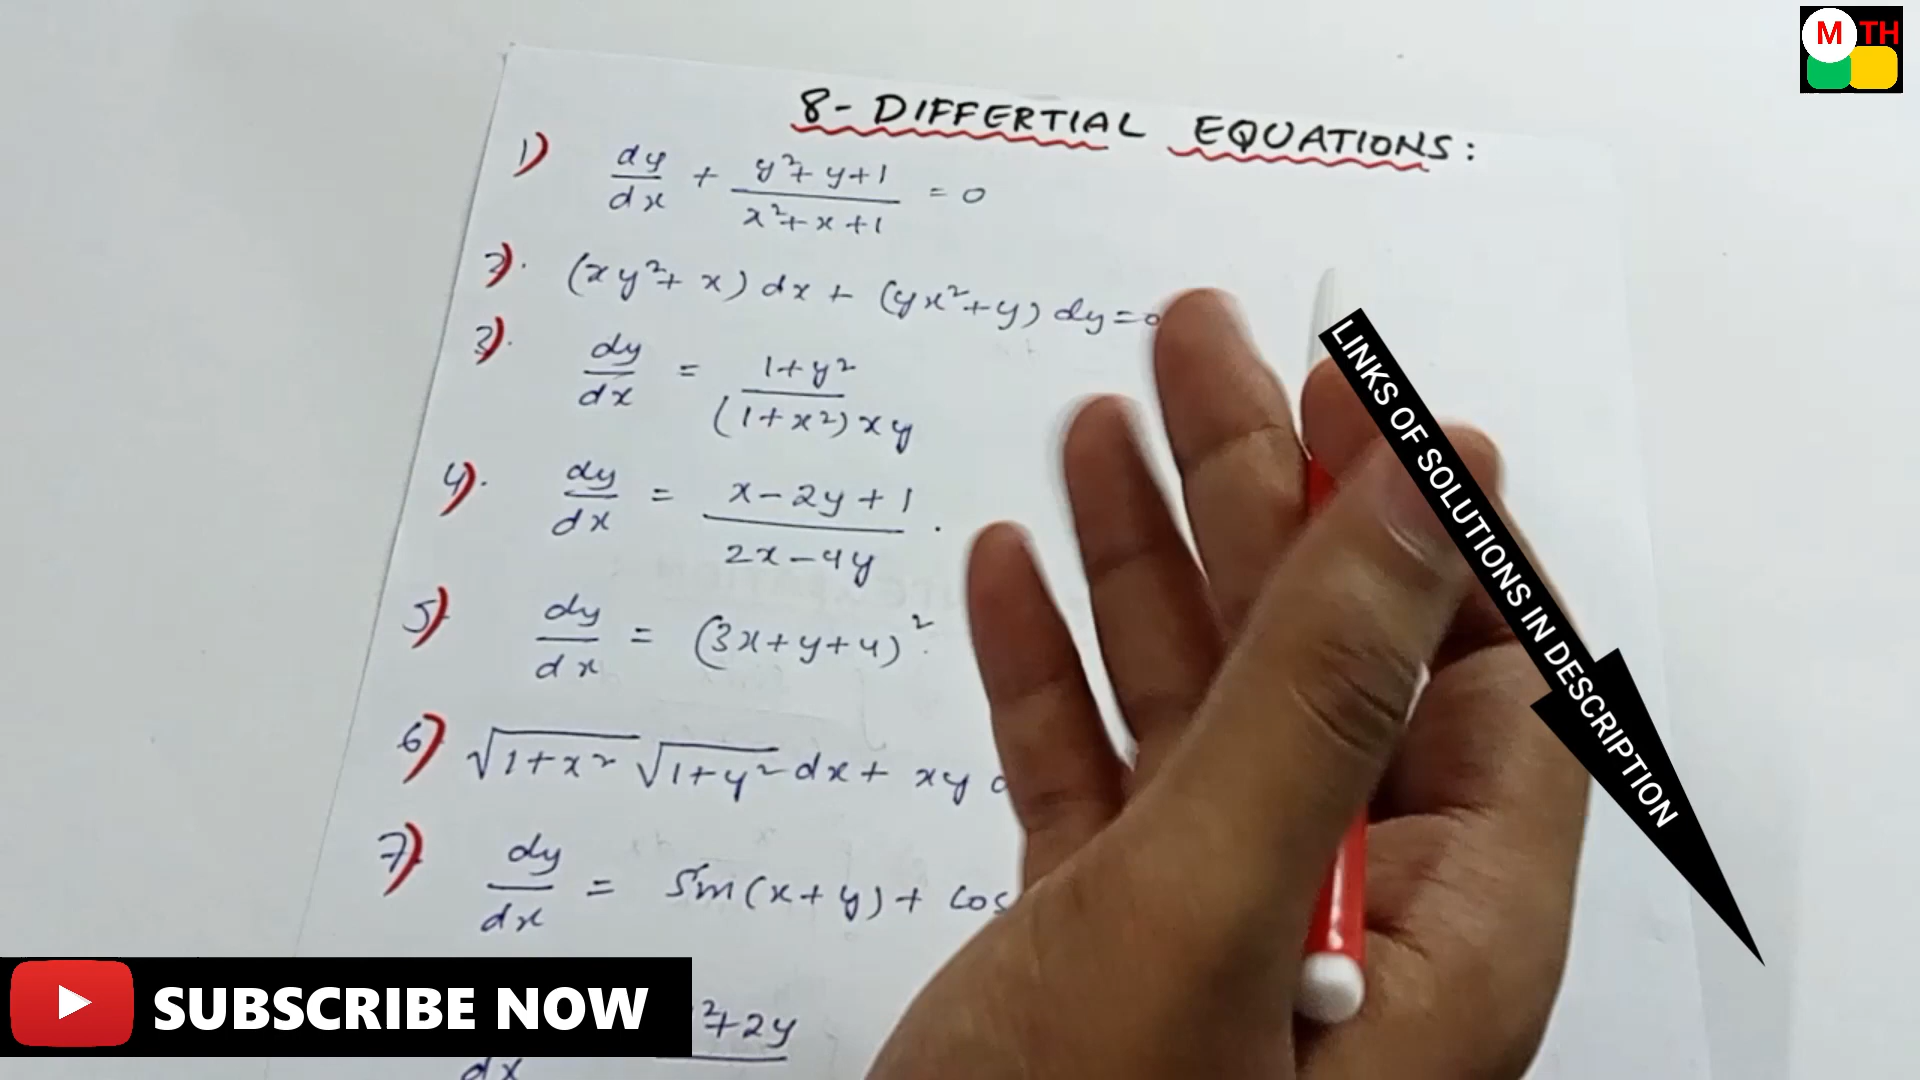 M TH
8- DIFFERTIAL EQUATIONS:
1) dy/dx + (y²+y+1)/(x²+x+1) = 0
2). (xy²+x)dx + (yx²+y)dy=0
3). dy/dx = (1+y²)/((1+x²)xy)
4). dy/dx = (x-2y+1)/(2x-4y).
5) dy/dx = (3x+y+4)².
6) √1+x² √1+y² dx + xy
7) dy/dx = Sin(x+y) + Cos
²+2y
dx
LINKS OF SOLUTIONS IN DESCRIPTION
SUBSCRIBE NOW